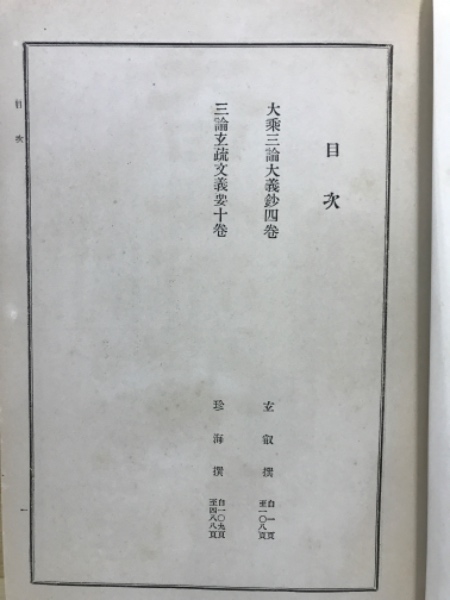 目次
大乘三論大義鈔四卷
玄叡撰
自一頁
至一〇八頁
三論玄疏文義要十卷
珍海撰
自一〇九頁
至四八八頁
目次
一